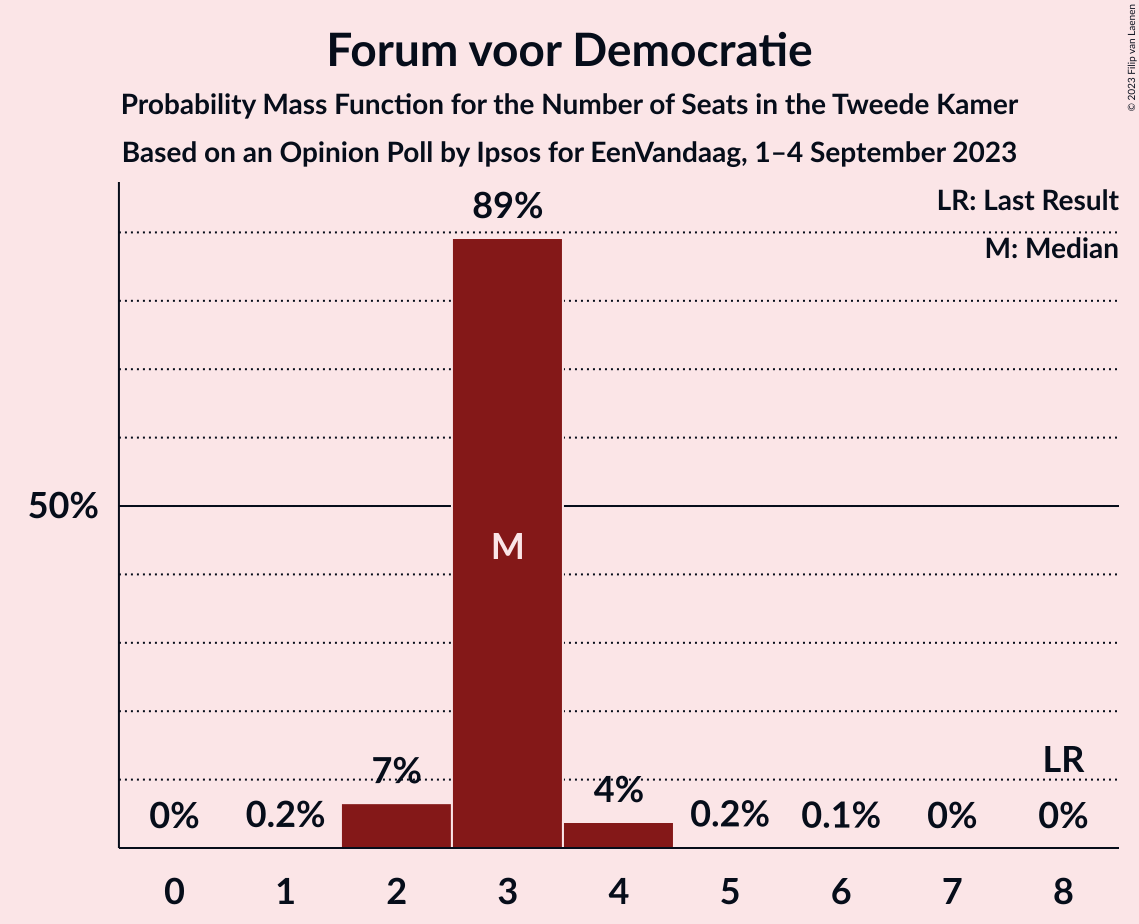 Forum voor Democratie
Probability Mass Function for the Number of Seats in the Tweede Kamer
Based on an Opinion Poll by Ipsos for EenVandaag, 1–4 September 2023
© 2023 Filip van Laenen
LR: Last Result
M: Median
89%
50%
M
7%
4%
LR
0%
0.2%
0.2%
0.1%
0%
0%
0 1 2 3 4 5 6 7 8